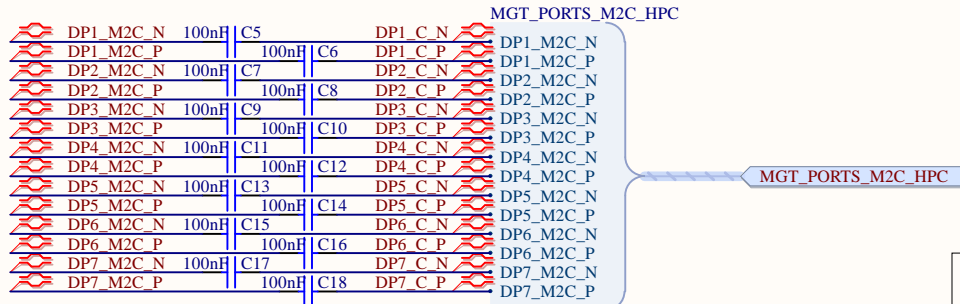 MGT_PORTS_M2C_HPC
DP1_M2C_N 100nF C5 DP1_C_N DP1_M2C_N
DP1_M2C_P 100nF C6 DP1_C_P DP1_M2C_P
DP2_M2C_N 100nF C7 DP2_C_N DP2_M2C_N
DP2_M2C_P 100nF C8 DP2_C_P DP2_M2C_P
DP3_M2C_N 100nF C9 DP3_C_N DP3_M2C_N
DP3_M2C_P 100nF C10 DP3_C_P DP3_M2C_P
DP4_M2C_N 100nF C11 DP4_C_N DP4_M2C_N
DP4_M2C_P 100nF C12 DP4_C_P DP4_M2C_P
MGT_PORTS_M2C_HPC
DP5_M2C_N 100nF C13 DP5_C_N DP5_M2C_N
DP5_M2C_P 100nF C14 DP5_C_P DP5_M2C_P
DP6_M2C_N 100nF C15 DP6_C_N DP6_M2C_N
DP6_M2C_P 100nF C16 DP6_C_P DP6_M2C_P
DP7_M2C_N 100nF C17 DP7_C_N DP7_M2C_N
DP7_M2C_P 100nF C18 DP7_C_P DP7_M2C_P